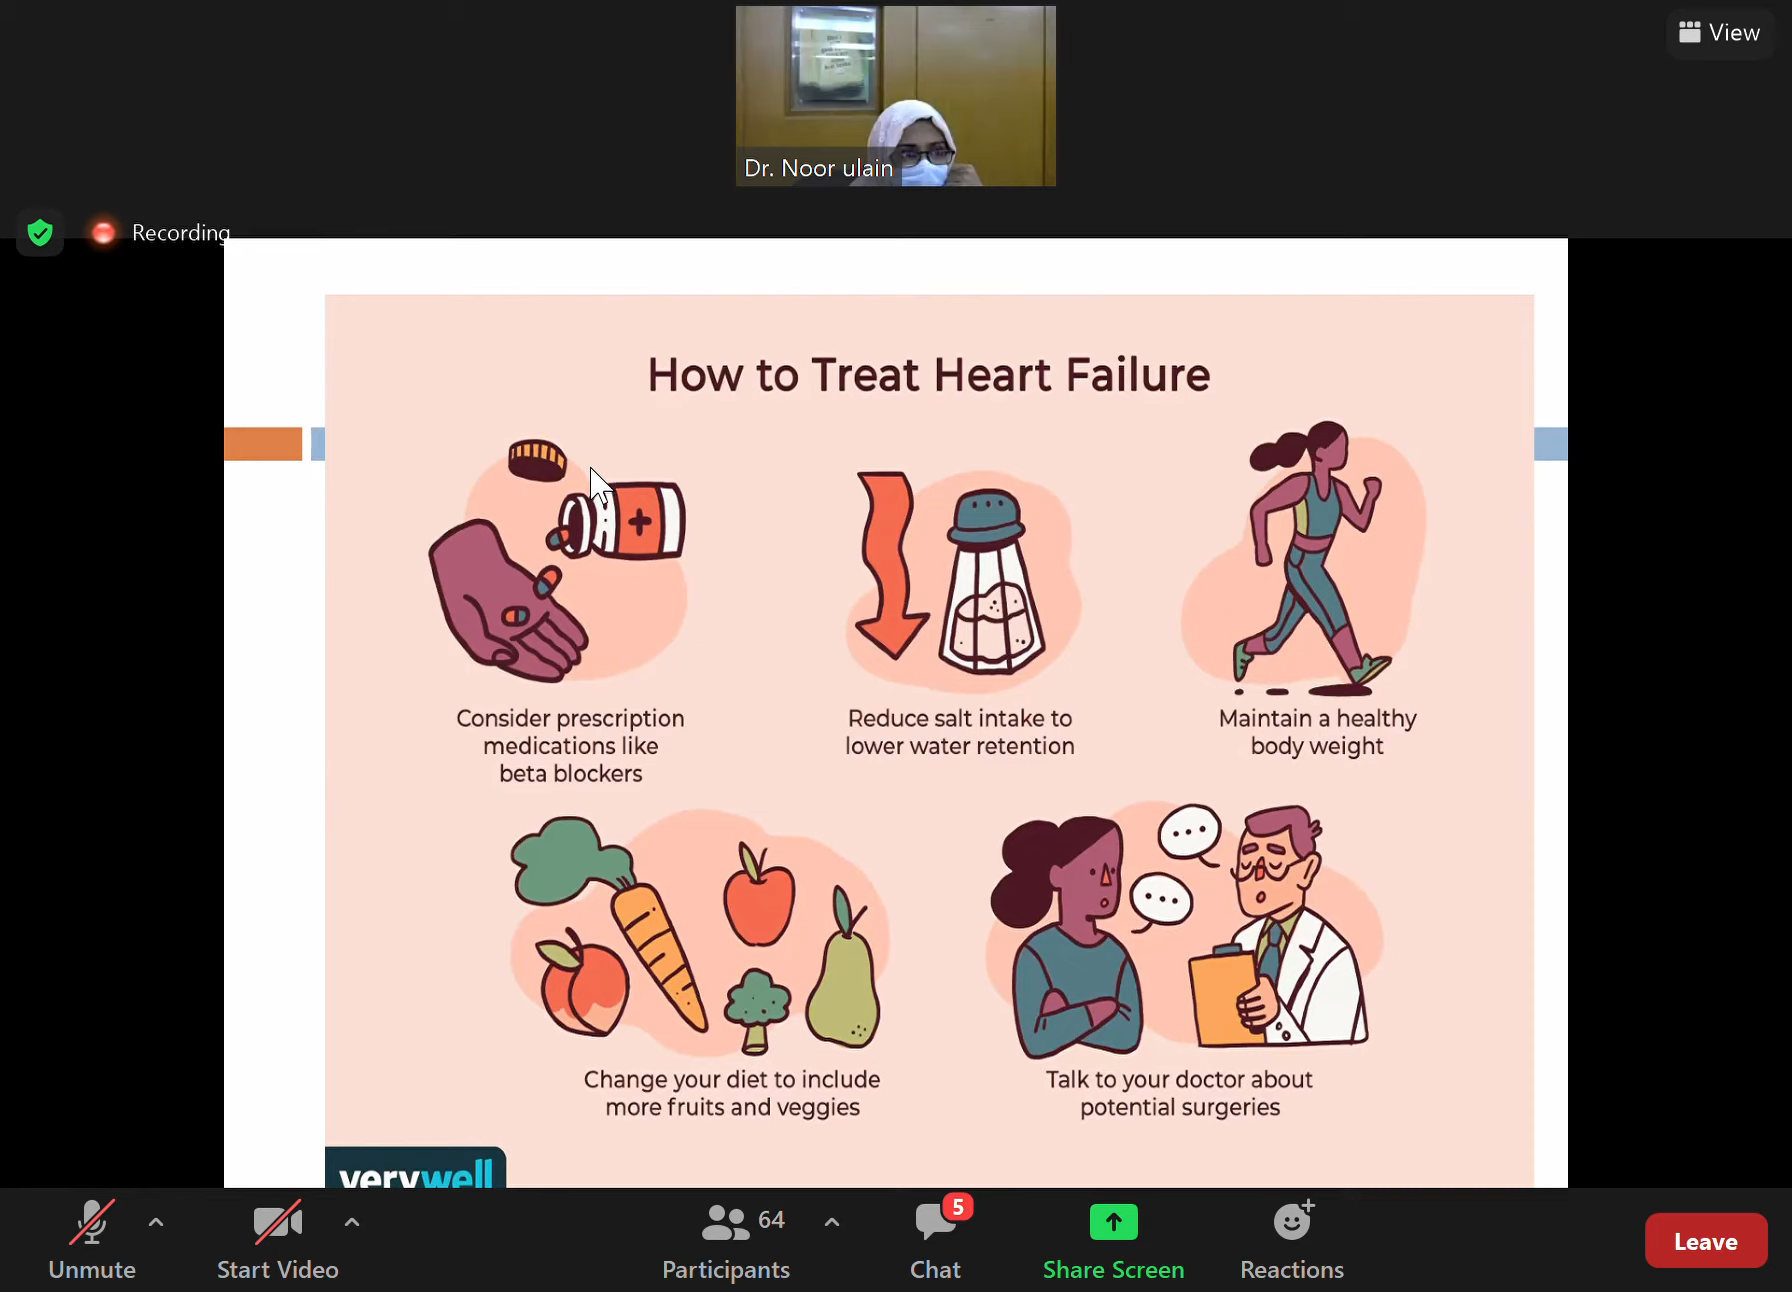 View
Dr. Noor ulain
Recording
How to Treat Heart Failure
Consider prescription
medications like
beta blockers
Reduce salt intake to
lower water retention
Maintain a healthy
body weight
Change your diet to include
more fruits and veggies
Talk to your doctor about
potential surgeries
verywell
Unmute
Start Video
64
Participants
5
Chat
Share Screen
Reactions
Leave